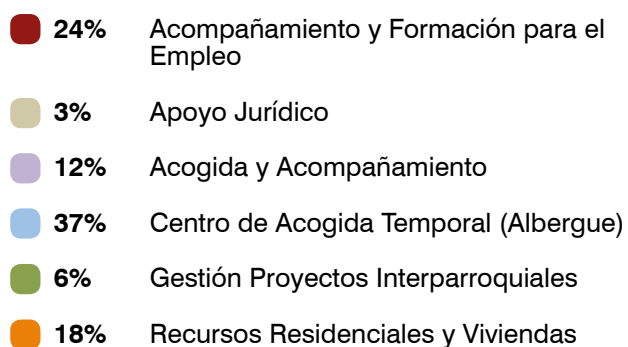 24% Acompañamiento y Formación para el
Empleo
3% Apoyo Jurídico
12% Acogida y Acompañamiento
37% Centro de Acogida Temporal (Albergue)
6% Gestión Proyectos Interparroquiales
18% Recursos Residenciales y Viviendas